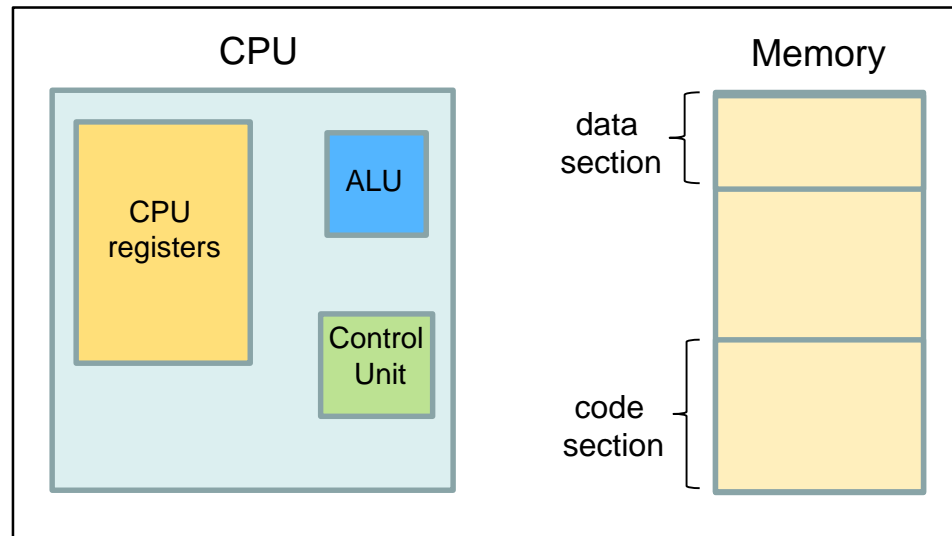 CPU
Memory
data
section
ALU
CPU
registers
Control
Unit
code
section